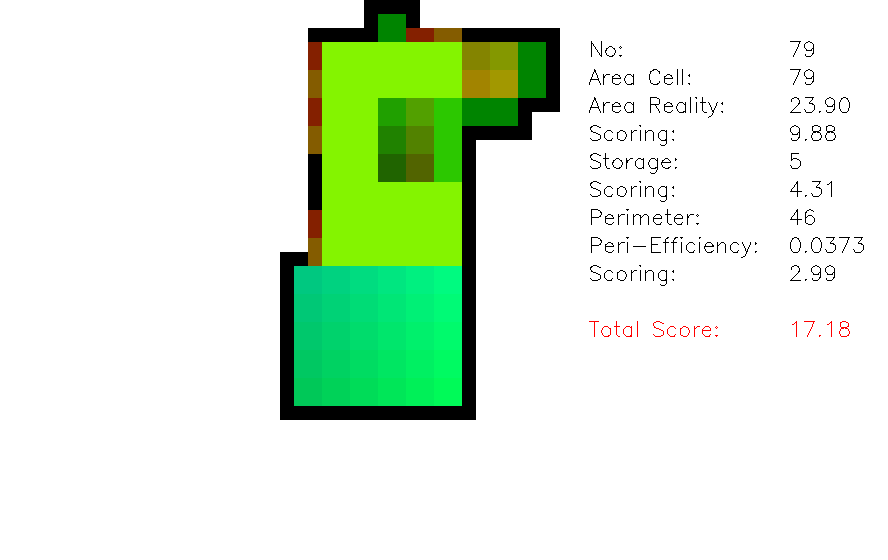 No: 79
Area Cell: 79
Area Reality: 23.90
Scoring: 9.88
Storage: 5
Scoring: 4.31
Perimeter: 46
Peri-Efficiency: 0.0373
Scoring: 2.99
Total Score: 17.18